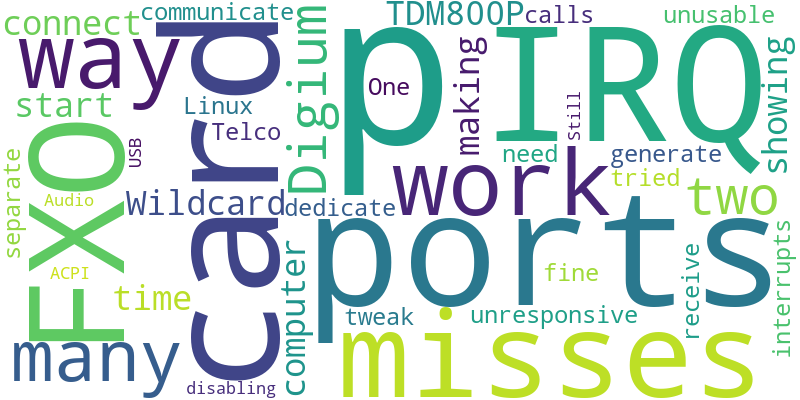 communicate
TDM800P
calls
unusable
connect
way
card
Digium
p
One
IRQ
making
Still
showing
start
Linux
Telco
FXO
USB
need
generate
work
tried
separate
Audio
Wildcard
dedicate
two
ports
ACPI
time
computer
fine
receive
interrupts
tweak
unresponsive
many
misses
disabling